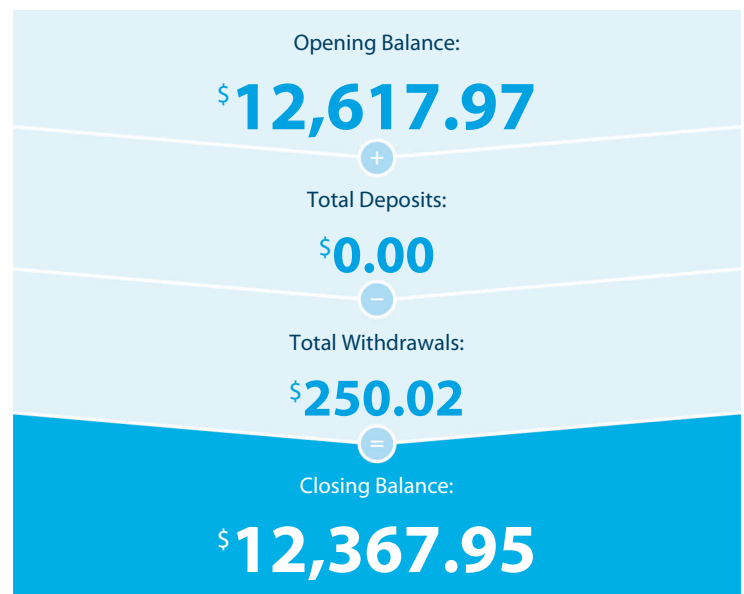 Opening Balance:
$12,617.97
+
Total Deposits:
$0.00
−
Total Withdrawals:
$250.02
=
Closing Balance:
$12,367.95